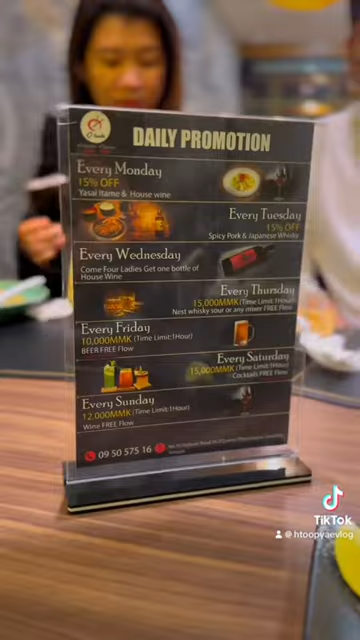 DAILY PROMOTION
Every Monday
15% OFF
Yasai Itame & House wine
Every Tuesday
15% OFF
Spicy Pork & Japanese Whisky
Every Wednesday
Come Four Ladies Get one bottle of
House Wine
Every Thursday
15,000MMK (Time Limit:1Hour)
Nest whisky sour or any mixer FREE Flow
Every Friday
10,000MMK (Time Limit:1Hour)
BEER FREE Flow
Every Saturday
15,000MMK (Time Limit:1Hour)
Cocktails FREE Flow
Every Sunday
12,000MMK (Time Limit:1Hour)
Wine FREE Flow
09 50 575 16
TikTok
@htoopyaevlog